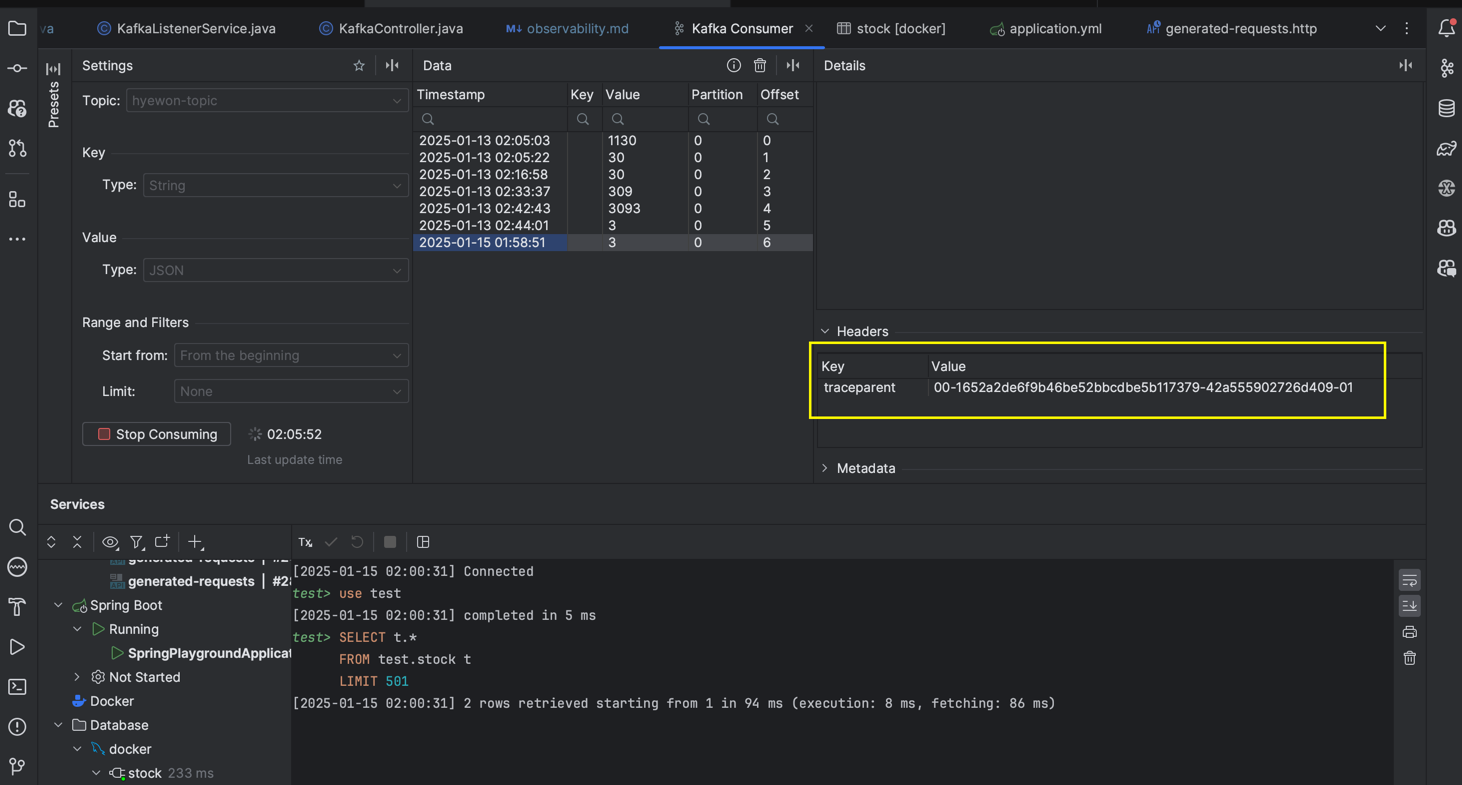 va
KafkaListenerService.java
KafkaController.java
observability.md
Kafka Consumer
stock [docker]
application.yml
generated-requests.http
Presets
Settings
Topic: hyewon-topic
Key
Type: String
Value
Type: JSON
Range and Filters
Start from: From the beginning
Limit: None
Stop Consuming 02:05:52
Last update time
Data
Timestamp Key Value Partition Offset
2025-01-13 02:05:03 1130 0 0
2025-01-13 02:05:22 30 0 1
2025-01-13 02:16:58 30 0 2
2025-01-13 02:33:37 309 0 3
2025-01-13 02:42:43 3093 0 4
2025-01-13 02:44:01 3 0 5
2025-01-15 01:58:51 3 0 6
Details
Headers
Key Value
traceparent 00-1652a2de6f9b46be52bbcdbe5b117379-42a555902726d409-01
Metadata
Services
Tx
generated-requests | #2
generated-requests | #28
Spring Boot
Running
SpringPlaygroundApplicat
Not Started
Docker
Database
docker
stock 233 ms
[2025-01-15 02:00:31] Connected
test> use test
[2025-01-15 02:00:31] completed in 5 ms
test> SELECT t.*
FROM test.stock t
LIMIT 501
[2025-01-15 02:00:31] 2 rows retrieved starting from 1 in 94 ms (execution: 8 ms, fetching: 86 ms)